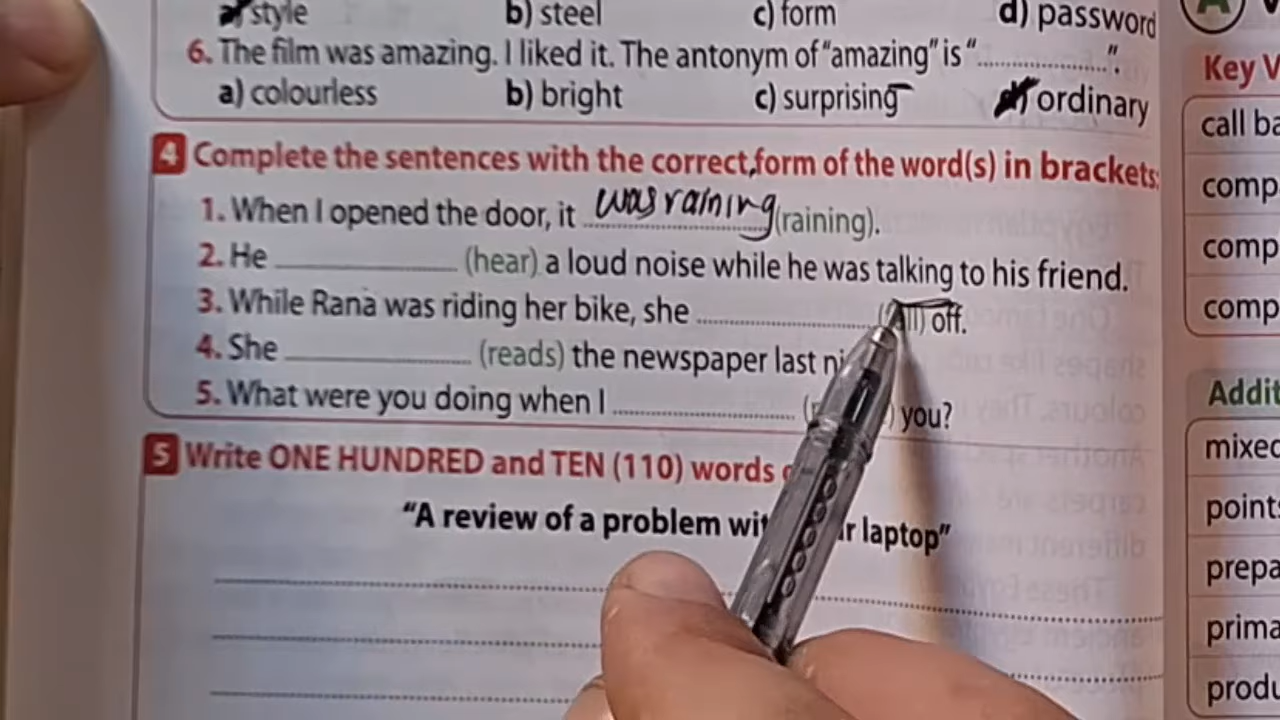 a) style b) steel c) form d) password
6. The film was amazing. I liked it. The antonym of “amazing” is “....................”.
a) colourless b) bright c) surprising d) ordinary
4 Complete the sentences with the correct form of the word(s) in brackets:
1. When I opened the door, it was raining (raining).
2. He ____________ (hear) a loud noise while he was talking to his friend.
3. While Rana was riding her bike, she .................... off.
4. She .................... (reads) the newspaper last
5. What were you doing when I .................... you?
5 Write ONE HUNDRED and TEN (110) words
“A review of a problem laptop”
A
Key V
call ba
comp
comp
comp
Addit
mixed
points
prepa
prima
produ